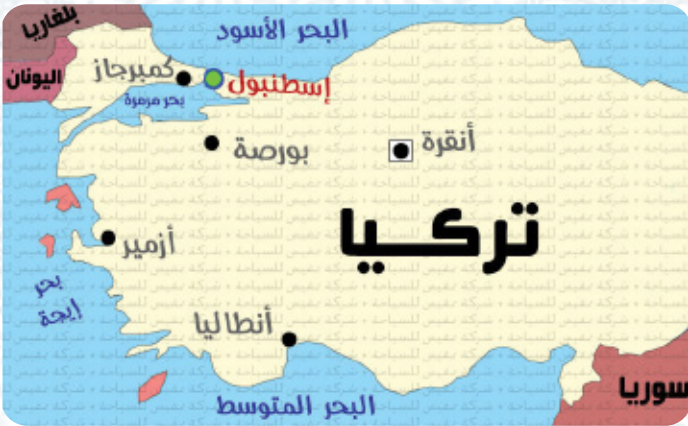 بلغاريا
البحر الأسود
اليونان
كمبرجاز
إسطنبول
بحر مرمرة
بورصة
أنقرة
تركيا
أزمير
بحر إيجة
أنطاليا
سوريا
البحر المتوسط